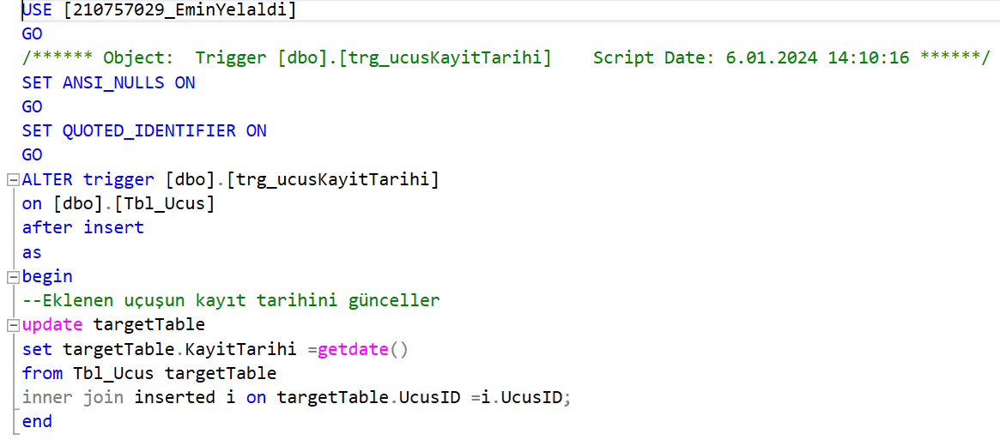 USE [210757029_EminYelaldi]
GO
/****** Object:  Trigger [dbo].[trg_ucusKayitTarihi]    Script Date: 6.01.2024 14:10:16 ******/
SET ANSI_NULLS ON
GO
SET QUOTED_IDENTIFIER ON
GO
ALTER trigger [dbo].[trg_ucusKayitTarihi]
on [dbo].[Tbl_Ucus]
after insert
as
begin
--Eklenen uçuşun kayıt tarihini günceller
update targetTable
set targetTable.KayitTarihi =getdate()
from Tbl_Ucus targetTable
inner join inserted i on targetTable.UcusID =i.UcusID;
end